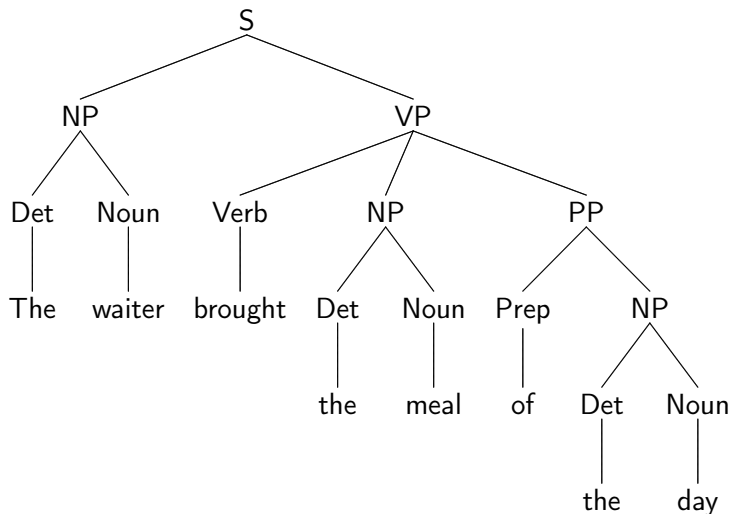 S
NP VP
Det Noun Verb NP PP
The waiter brought Det Noun Prep NP
the meal of Det Noun
the day